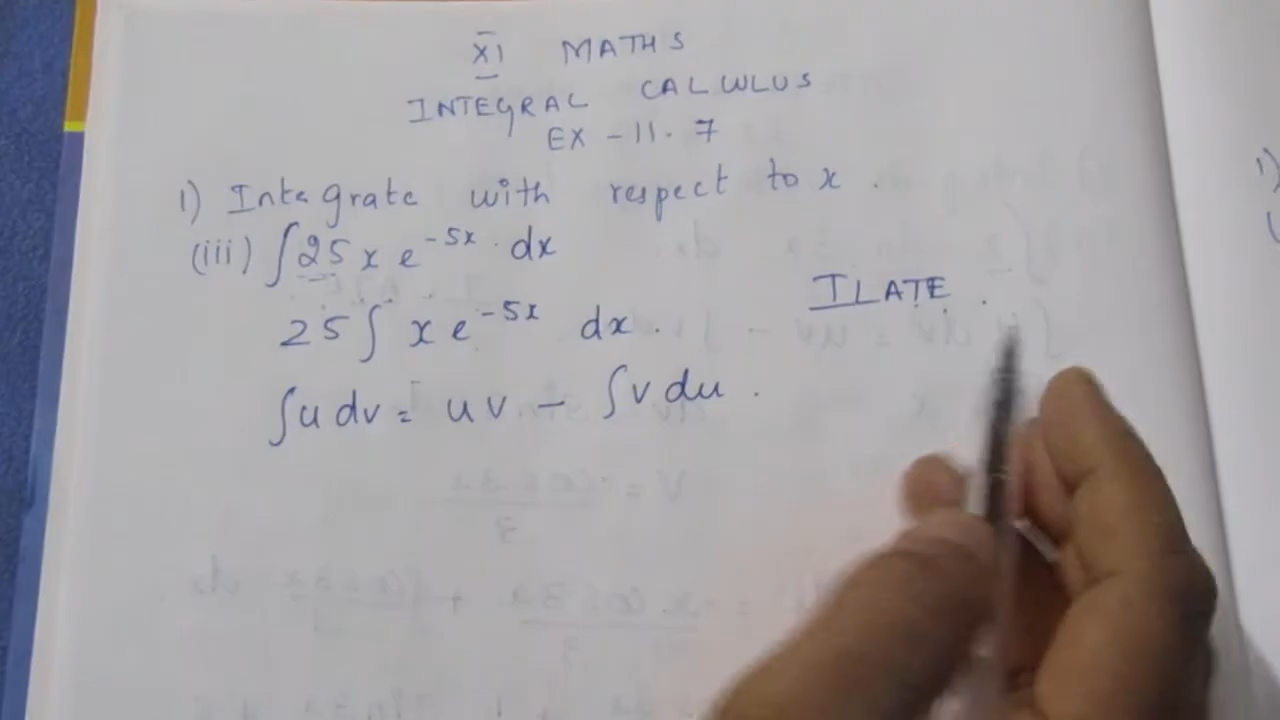 XI MATHS
INTEGRAL CALCULUS
EX - 11.7
1) Integrate with respect to x.
(iii) ∫25 x e^-5x . dx
25 ∫ x e^-5x dx.
ILATE.
∫u dv = uv - ∫v du.
1)